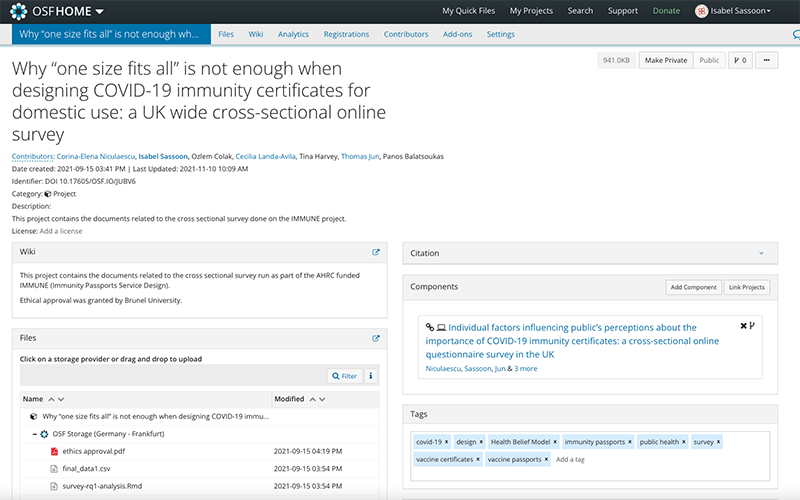 OSFHOME
My Quick Files My Projects Search Support Donate Isabel Sassoon
Why “one size fits all” is not enough wh... Files Wiki Analytics Registrations Contributors Add-ons Settings
Why “one size fits all” is not enough when
designing COVID-19 immunity certificates for
domestic use: a UK wide cross-sectional online
survey
941.0KB Make Private Public 0
Contributors: Corina-Elena Niculaescu, Isabel Sassoon, Ozlem Colak, Cecilia Landa-Avila, Tina Harvey, Thomas Jun, Panos Balatsoukas
Date created: 2021-09-15 03:41 PM | Last Updated: 2021-11-10 10:09 AM
Identifier: DOI 10.17605/OSF.IO/JUBV6
Category: Project
Description:
This project contains the documents related to the cross sectional survey done on the IMMUNE project.
License: Add a license
Wiki
This project contains the documents related to the cross sectional survey run as part of the AHRC funded
IMMUNE (Immunity Passports Service Design).
Ethical approval was granted by Brunel University.
Files
Click on a storage provider or drag and drop to upload
Filter i
Name Modified
Why “one size fits all” is not enough when designing COVID-19 immu...
OSF Storage (Germany - Frankfurt)
ethics approval.pdf 2021-09-15 04:19 PM
final_data1.csv 2021-09-15 03:54 PM
survey-rq1-analysis.Rmd 2021-09-15 03:54 PM
Citation
Components Add Component Link Projects
Individual factors influencing public’s perceptions about the
importance of COVID-19 immunity certificates: a cross-sectional online
questionnaire survey in the UK
Niculaescu, Sassoon, Jun & 3 more
Tags
covid-19 x design x Health Belief Model x immunity passports x public health x survey x
vaccine certificates x vaccine passports x Add a tag